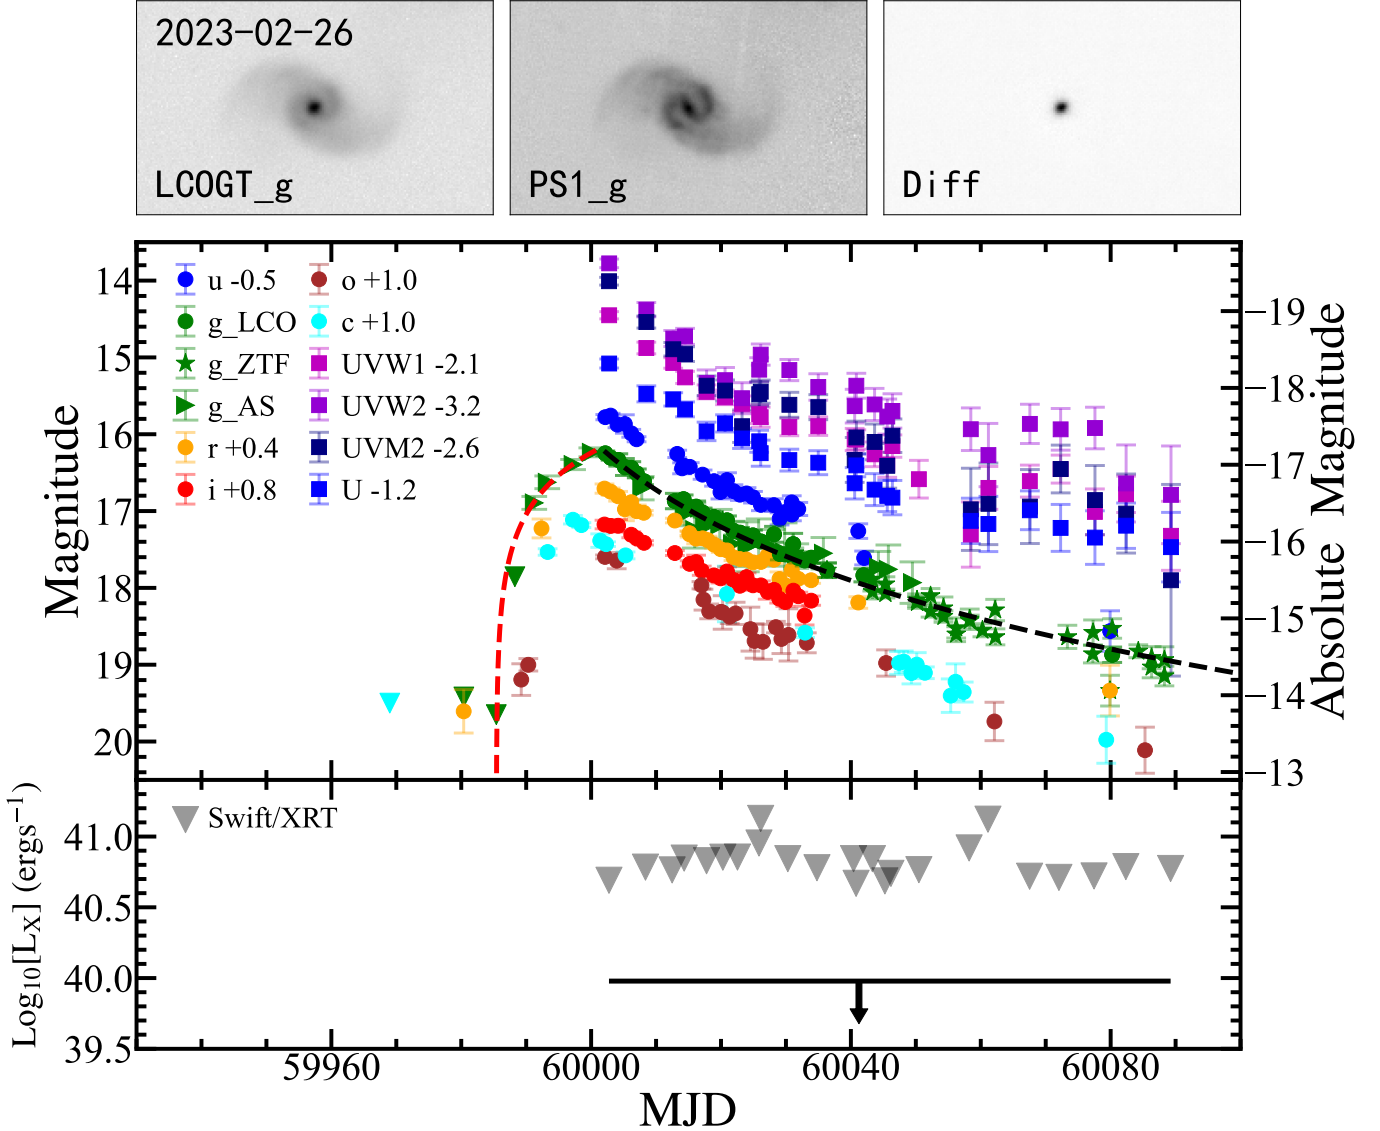 2023-02-26
LCOGT_g
PS1_g
Diff
u -0.5
g_LCO
g_ZTF
g_AS
r +0.4
i +0.8
o +1.0
c +1.0
UVW1 -2.1
UVW2 -3.2
UVM2 -2.6
U -1.2
Magnitude
14
15
16
17
18
19
20
−19
−18
−17
−16
−15
−14
−13
Absolute Magnitude
Swift/XRT
Log₁₀[L_X] (ergs⁻¹)
41.0
40.5
40.0
39.5
59960
60000
60040
60080
MJD